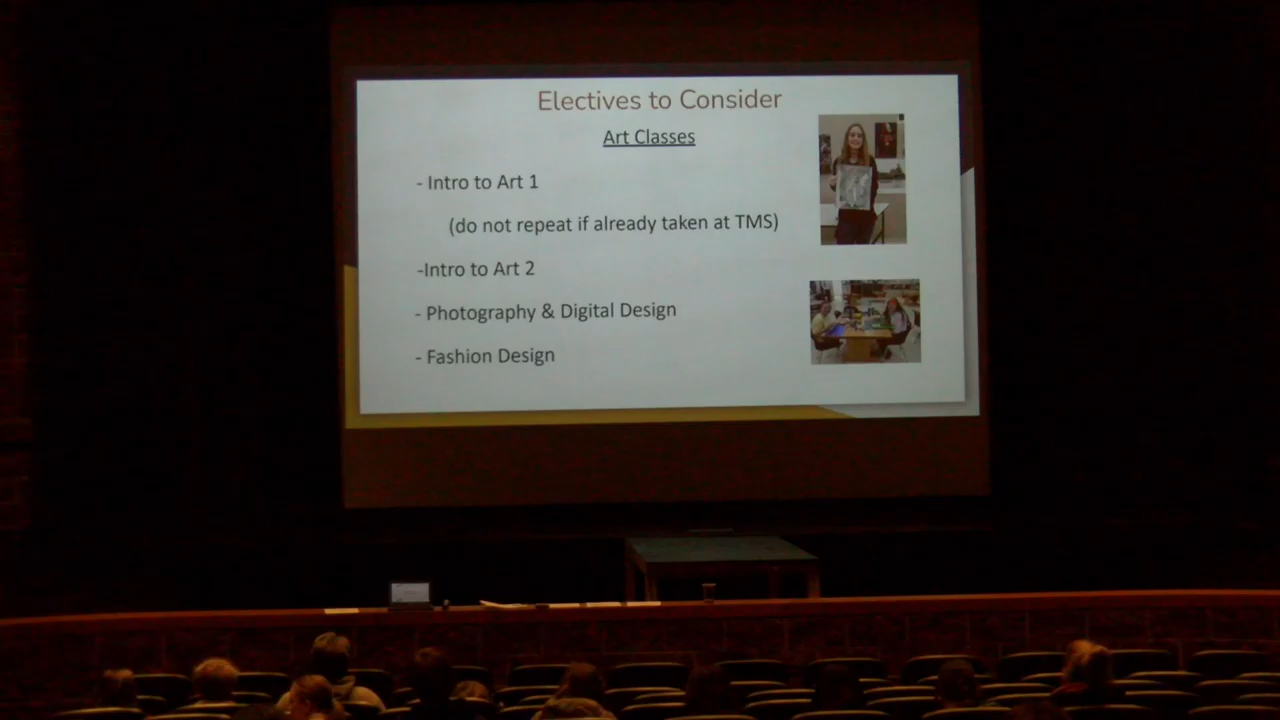 Electives to Consider
Art Classes
- Intro to Art 1
(do not repeat if already taken at TMS)
-Intro to Art 2
- Photography & Digital Design
- Fashion Design